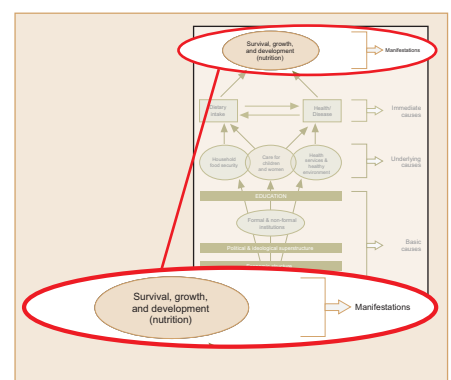 Survival, growth,
and development
(nutrition)
Manifestations
Dietary
intake
Health/
Disease
Immediate
causes
Household
food security
Care for
children
and women
Health
services &
healthy
environment
Underlying
causes
EDUCATION
Formal & non-formal
institutions
Political & ideological superstructure
Basic
causes
Survival, growth,
and development
(nutrition)
Manifestations